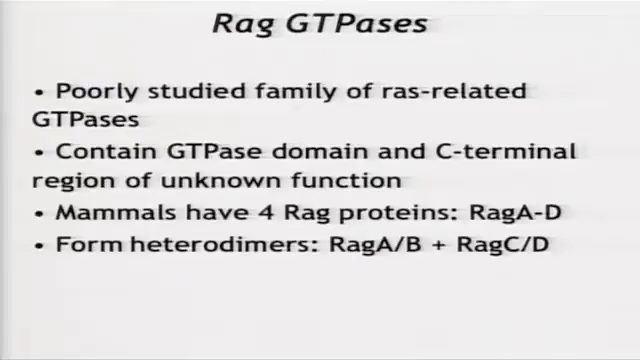 Rag GTPases
• Poorly studied family of ras-related
GTPases
• Contain GTPase domain and C-terminal
region of unknown function
• Mammals have 4 Rag proteins: RagA-D
• Form heterodimers: RagA/B + RagC/D